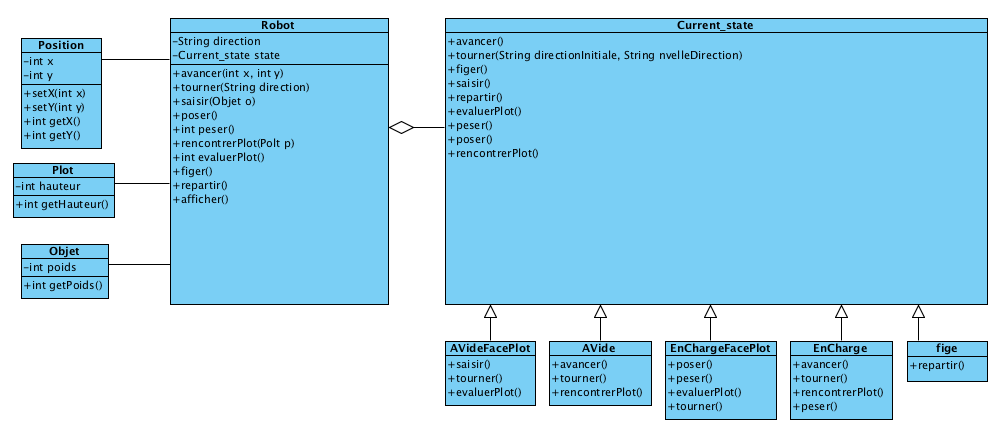 Position
-int x
-int y
+setX(int x)
+setY(int y)
+int getX()
+int getY()
Plot
-int hauteur
+int getHauteur()
Objet
-int poids
+int getPoids()
Robot
-String direction
-Current_state state
+avancer(int x, int y)
+tourner(String direction)
+saisir(Objet o)
+poser()
+int peser()
+rencontrerPlot(Polt p)
+int evaluerPlot()
+figer()
+repartir()
+afficher()
Current_state
+avancer()
+tourner(String directionInitiale, String nvelleDirection)
+figer()
+saisir()
+repartir()
+evaluerPlot()
+peser()
+poser()
+rencontrerPlot()
AVideFacePlot
+saisir()
+tourner()
+evaluerPlot()
AVide
+avancer()
+tourner()
+rencontrerPlot()
EnChargeFacePlot
+poser()
+peser()
+evaluerPlot()
+tourner()
EnCharge
+avancer()
+tourner()
+rencontrerPlot()
+peser()
fige
+repartir()